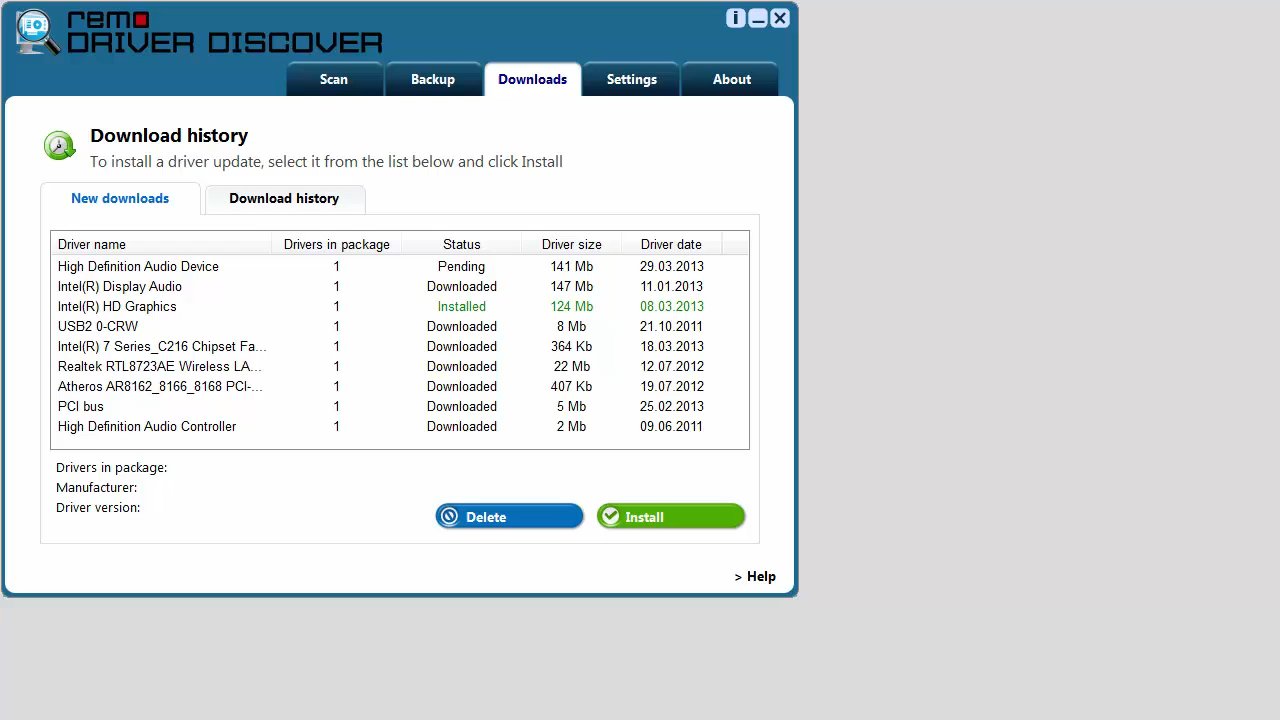 remo
DRIVER DISCOVER
i
Scan Backup Downloads Settings About
Download history
To install a driver update, select it from the list below and click Install
New downloads Download history
Driver name Drivers in package Status Driver size Driver date
High Definition Audio Device 1 Pending 141 Mb 29.03.2013
Intel(R) Display Audio 1 Downloaded 147 Mb 11.01.2013
Intel(R) HD Graphics 1 Installed 124 Mb 08.03.2013
USB2 0-CRW 1 Downloaded 8 Mb 21.10.2011
Intel(R) 7 Series_C216 Chipset Fa... 1 Downloaded 364 Kb 18.03.2013
Realtek RTL8723AE Wireless LA... 1 Downloaded 22 Mb 12.07.2012
Atheros AR8162_8166_8168 PCI-... 1 Downloaded 407 Kb 19.07.2012
PCI bus 1 Downloaded 5 Mb 25.02.2013
High Definition Audio Controller 1 Downloaded 2 Mb 09.06.2011
Drivers in package:
Manufacturer:
Driver version:
Delete Install
> Help